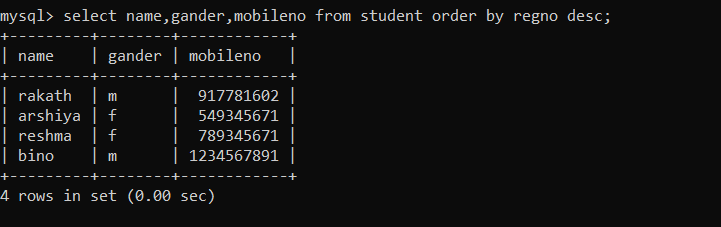 mysql> select name,gander,mobileno from student order by regno desc;
+---------+--------+------------+
| name    | gander | mobileno   |
+---------+--------+------------+
| rakath  | m      |  917781602 |
| arshiya | f      |  549345671 |
| reshma  | f      |  789345671 |
| bino    | m      | 1234567891 |
+---------+--------+------------+
4 rows in set (0.00 sec)